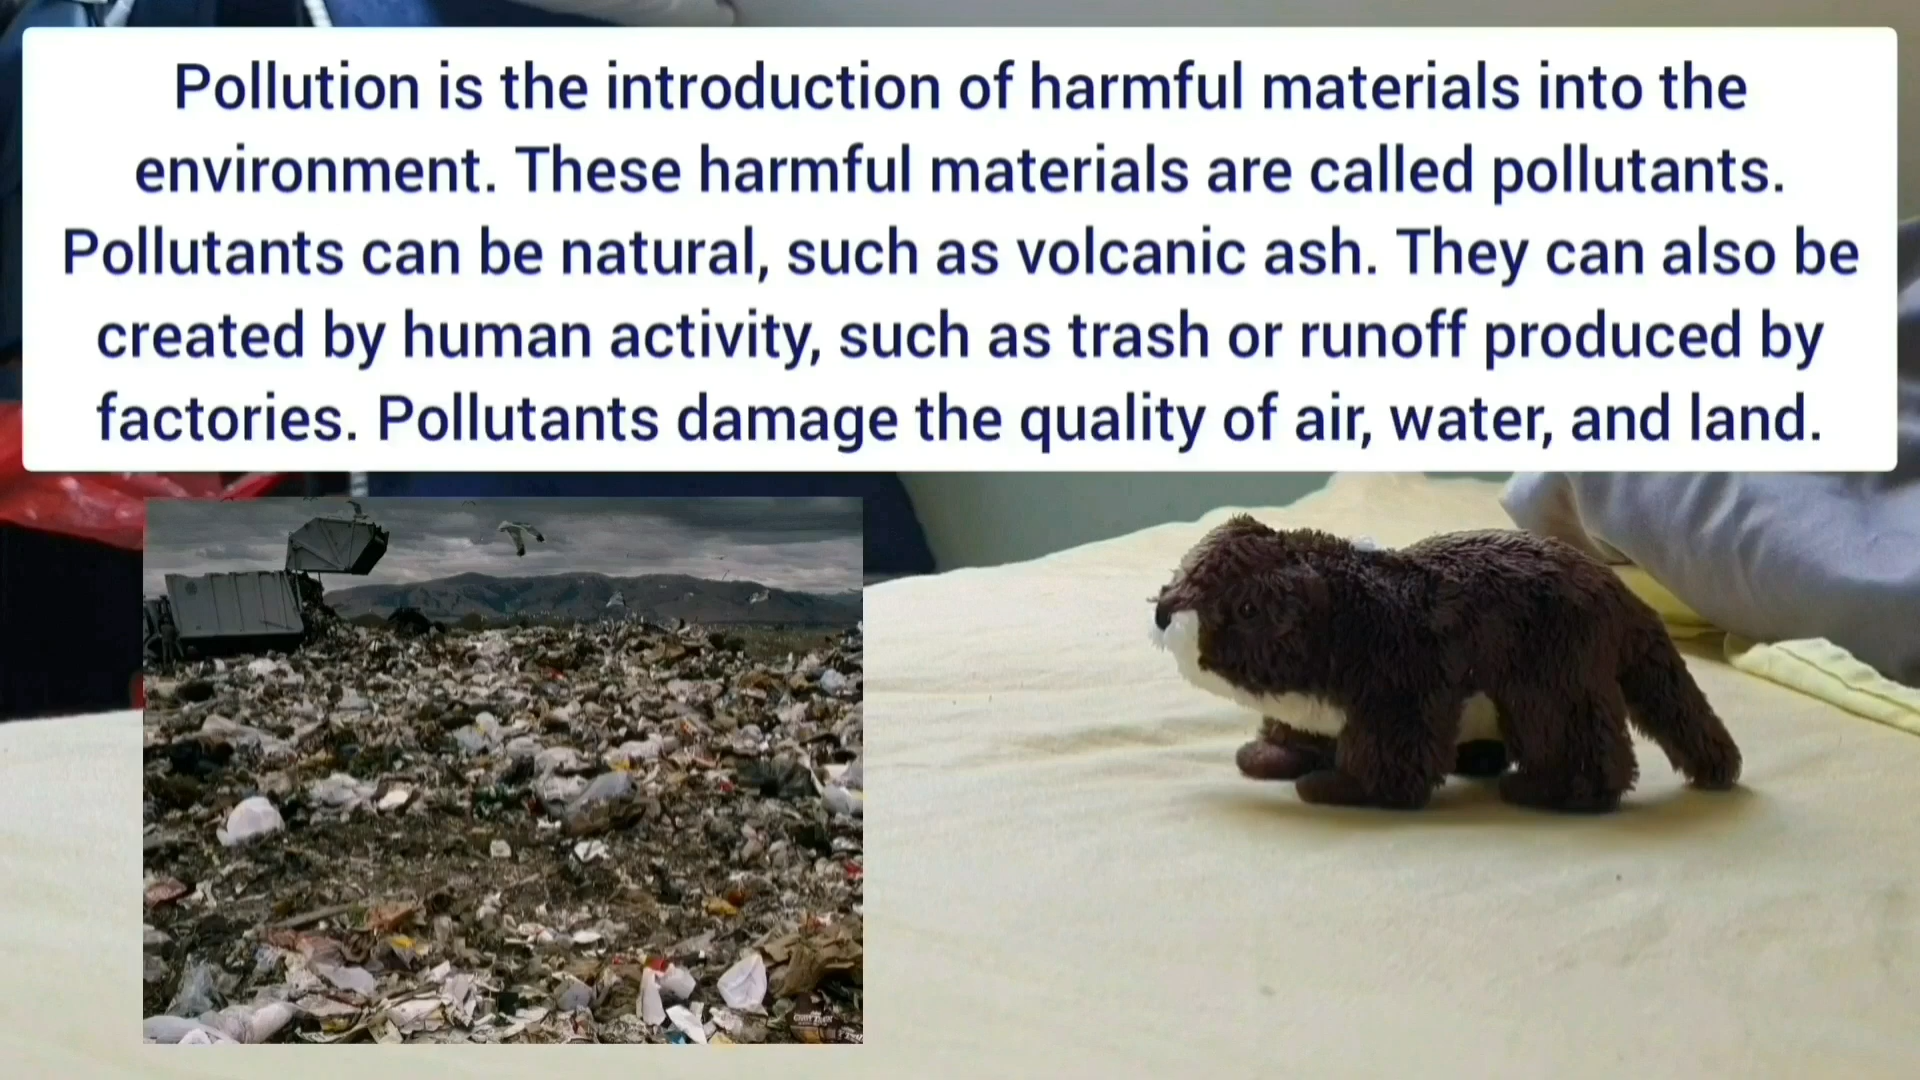 Pollution is the introduction of harmful materials into the
environment. These harmful materials are called pollutants.
Pollutants can be natural, such as volcanic ash. They can also be
created by human activity, such as trash or runoff produced by
factories. Pollutants damage the quality of air, water, and land.